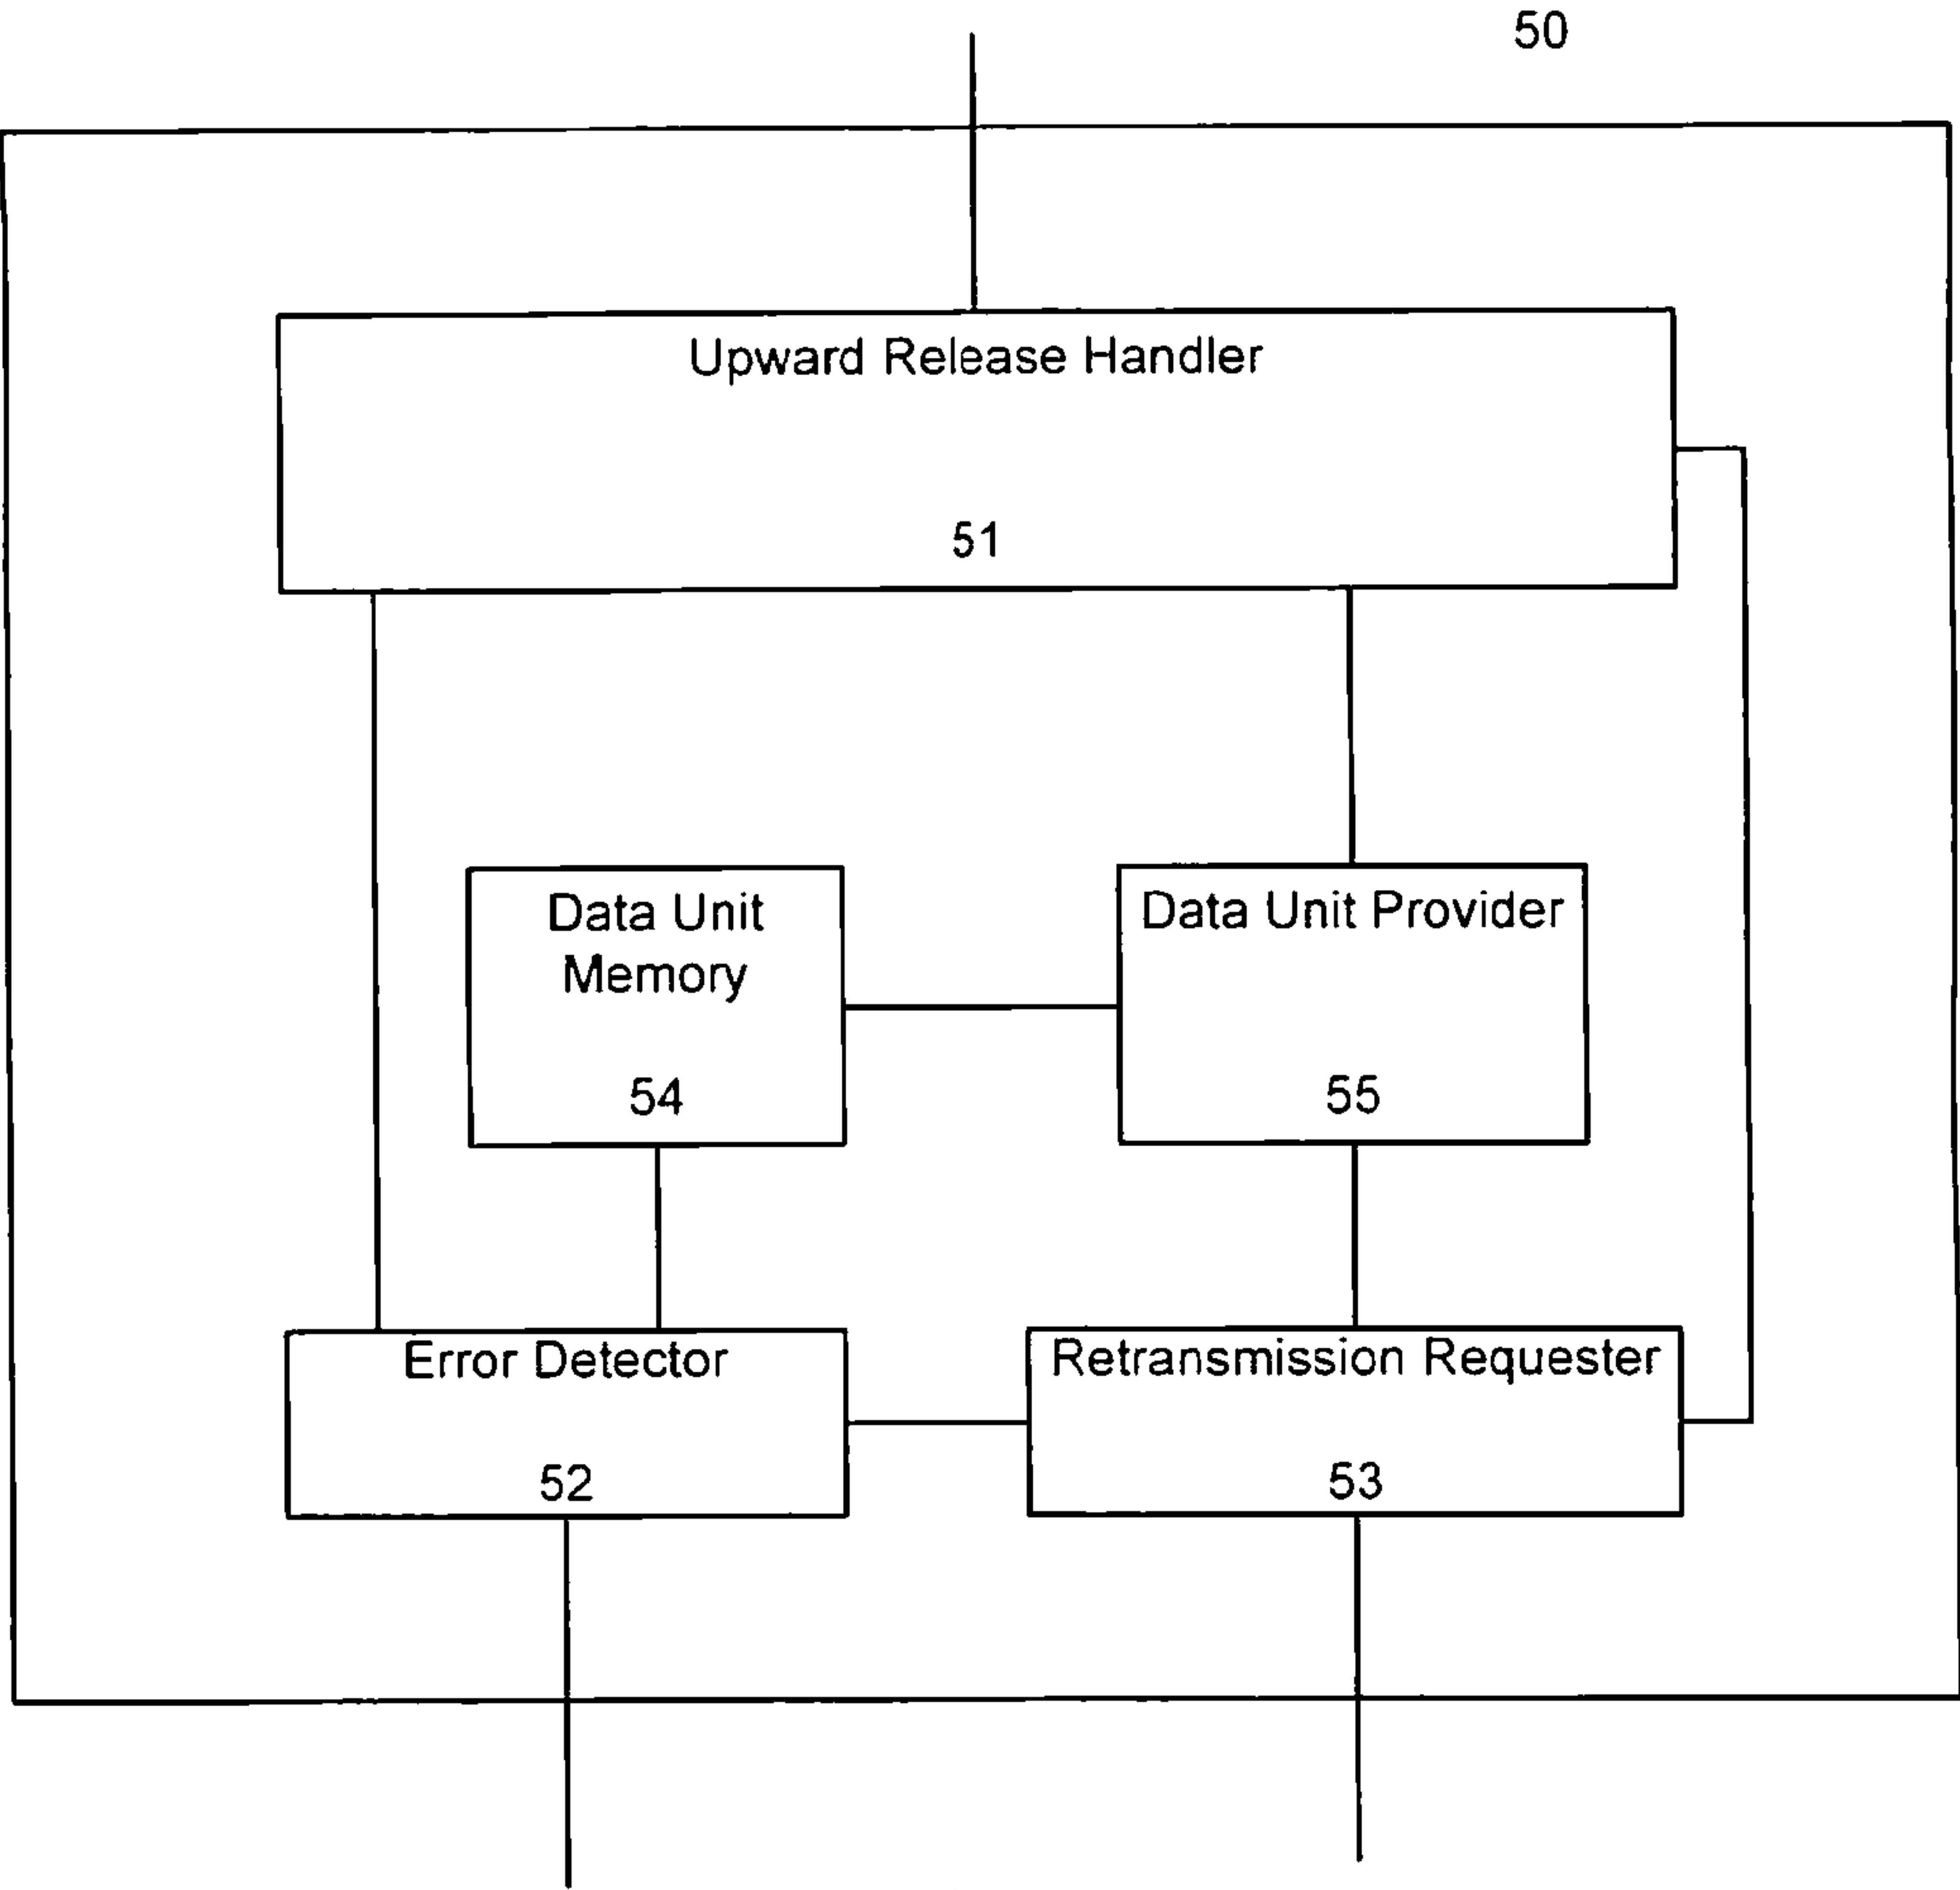 50
Upward Release Handler
51
Data Unit
Memory
54
Data Unit Provider
55
Error Detector
52
Retransmission Requester
53